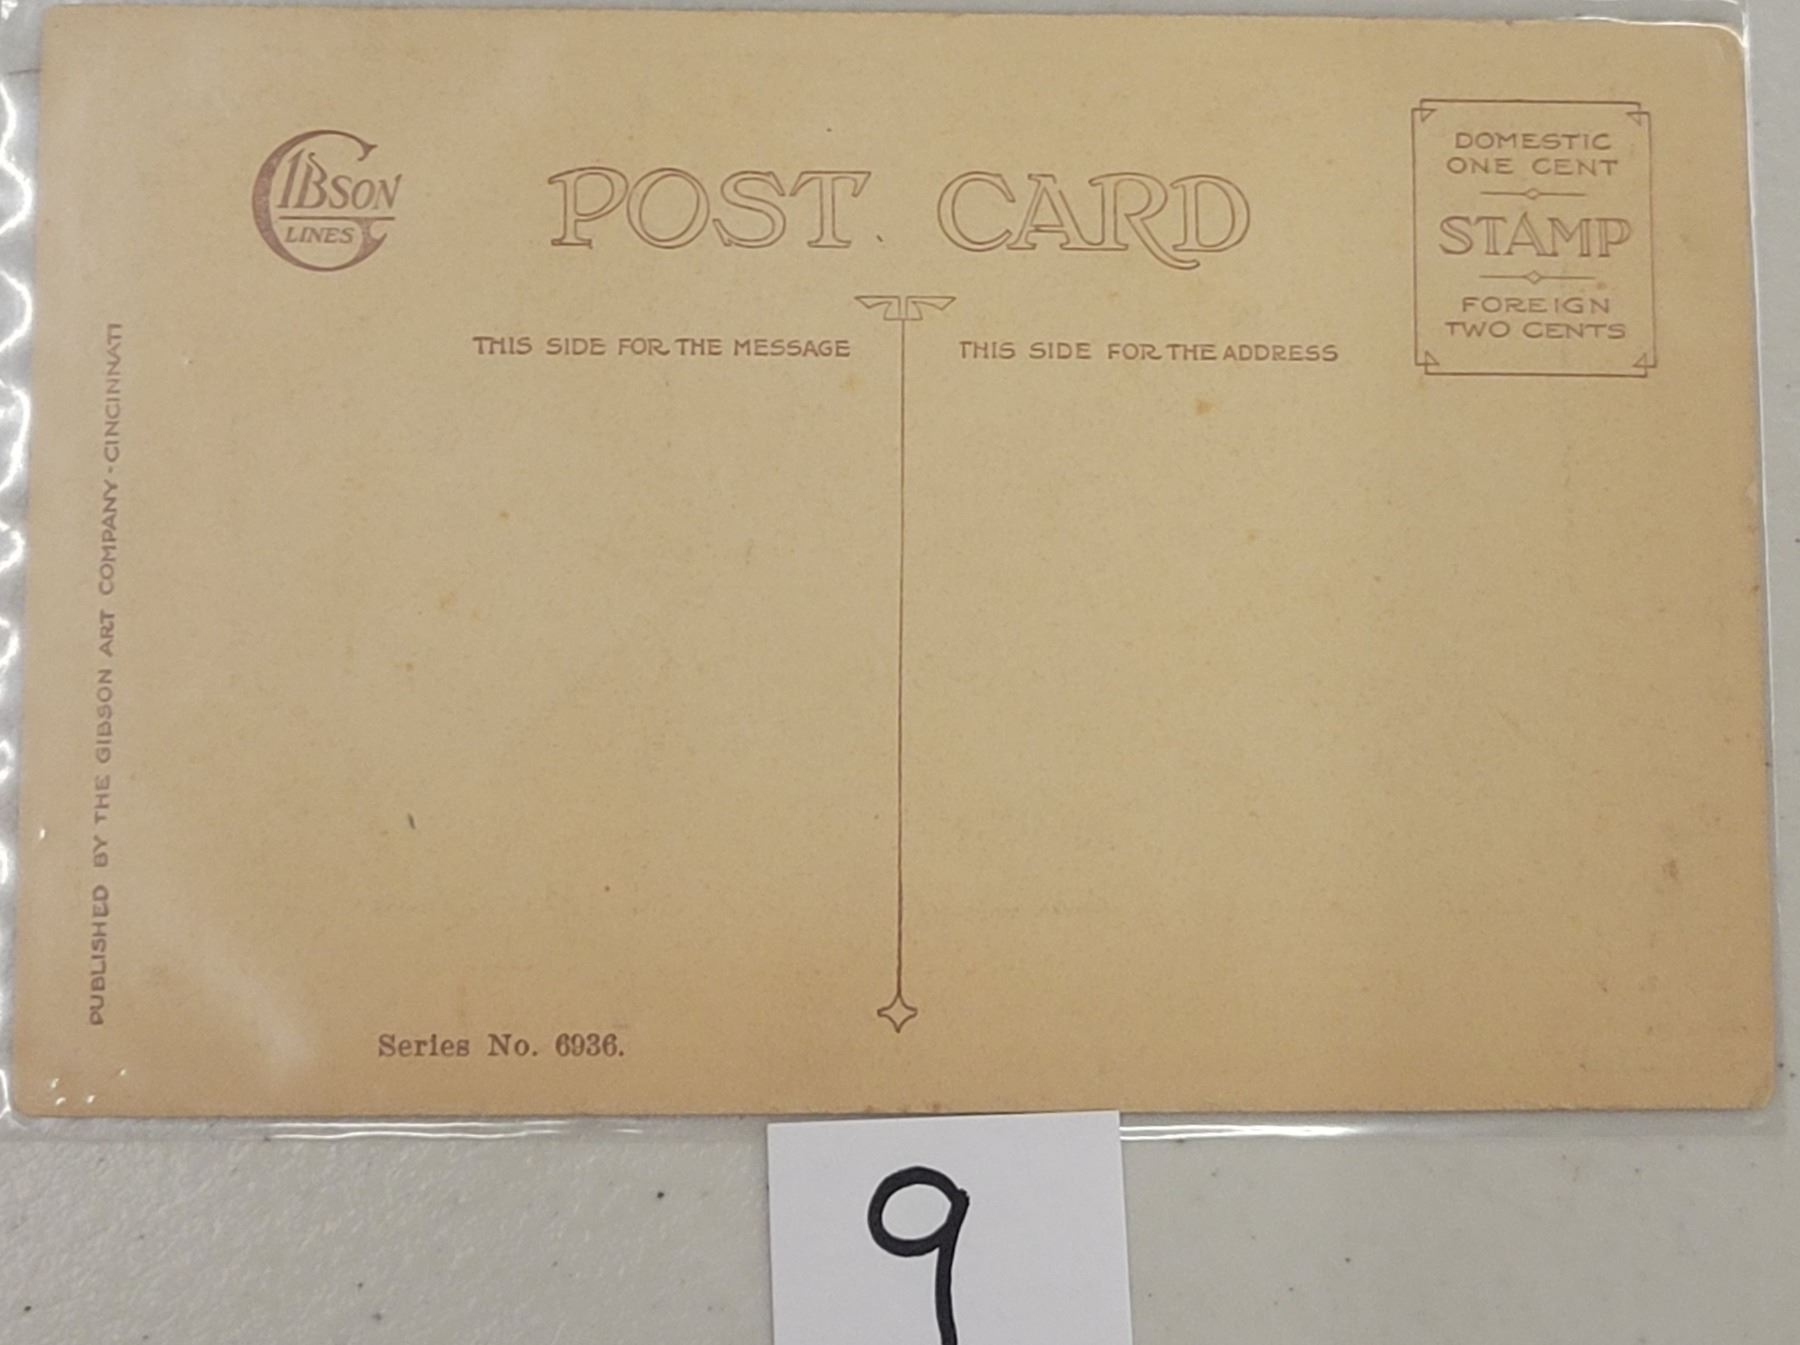 GIBSON
LINES
POST CARD
DOMESTIC
ONE CENT
STAMP
FOREIGN
TWO CENTS
THIS SIDE FOR THE MESSAGE
THIS SIDE FOR THE ADDRESS
PUBLISHED BY THE GIBSON ART COMPANY - CINCINNATI
Series No. 6936.
9